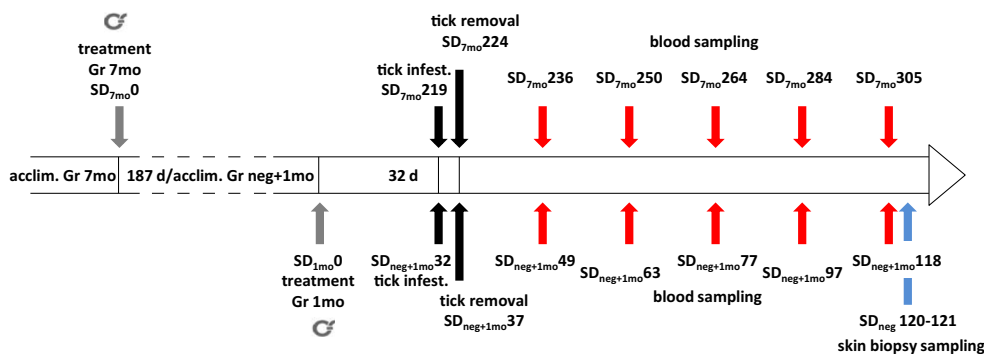 treatment
Gr 7mo
SD7mo0
tick removal
SD7mo224
tick infest.
SD7mo219
blood sampling
SD7mo236
SD7mo250
SD7mo264
SD7mo284
SD7mo305
acclim. Gr 7mo
187 d/acclim. Gr neg+1mo
32 d
SD1mo0
treatment
Gr 1mo
SDneg+1mo32
tick infest.
tick removal
SDneg+1mo37
SDneg+1mo49
SDneg+1mo63
SDneg+1mo77
SDneg+1mo97
SDneg+1mo118
blood sampling
SDneg 120-121
skin biopsy sampling